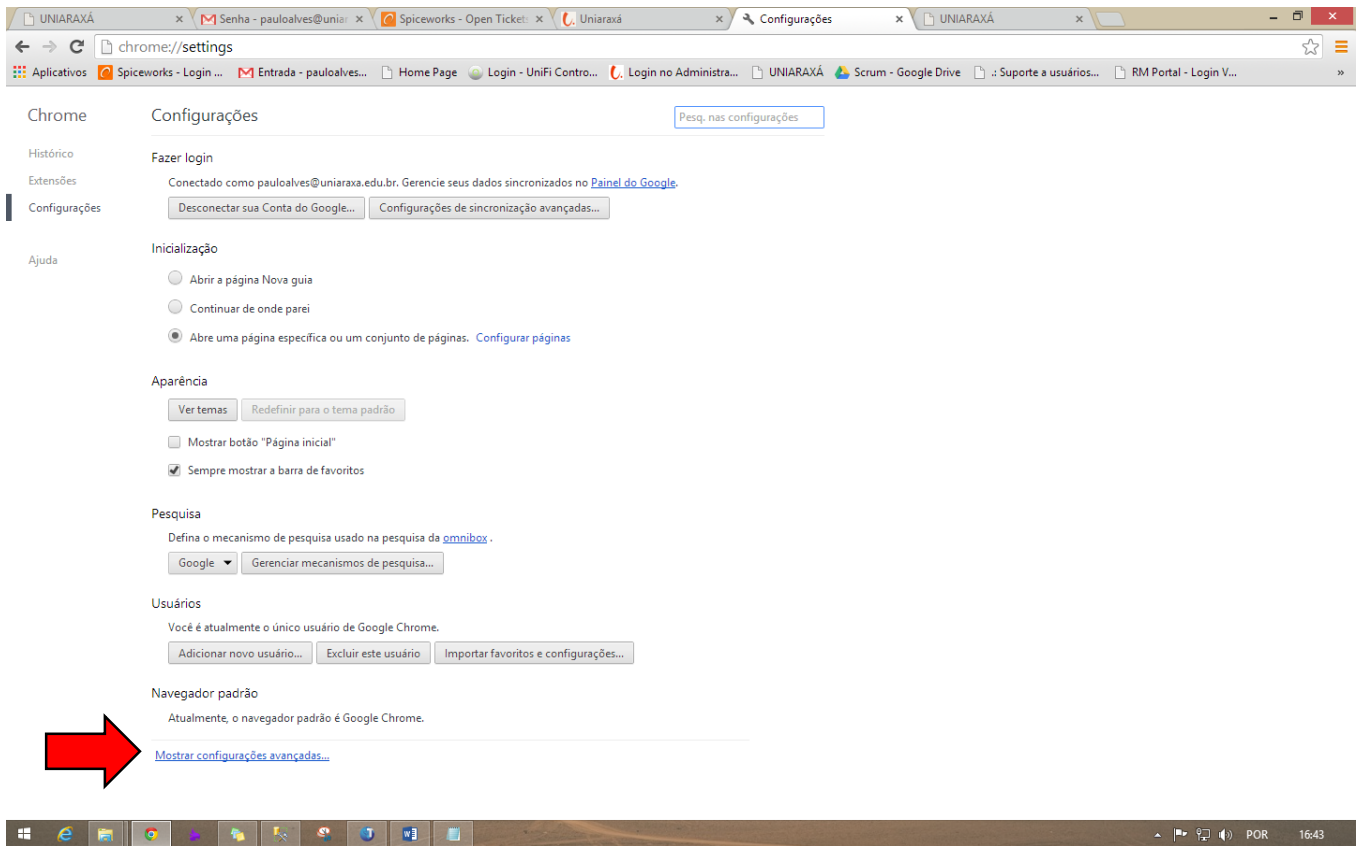 UNIARAXÁ
Senha - pauloalves@uniar
Spiceworks - Open Tickets
Uniaraxá
Configurações
UNIARAXÁ
chrome://settings
Aplicativos Spiceworks - Login ... Entrada - pauloalves... Home Page Login - UniFi Contro... Login no Administra... UNIARAXÁ Scrum - Google Drive .: Suporte a usuários... RM Portal - Login V... »
Chrome
Histórico
Extensões
Configurações
Ajuda
Configurações
Pesq. nas configurações
Fazer login
Conectado como pauloalves@uniaraxa.edu.br. Gerencie seus dados sincronizados no Painel do Google.
Desconectar sua Conta do Google... Configurações de sincronização avançadas...
Inicialização
Abrir a página Nova guia
Continuar de onde parei
Abre uma página específica ou um conjunto de páginas. Configurar páginas
Aparência
Ver temas Redefinir para o tema padrão
Mostrar botão "Página inicial"
Sempre mostrar a barra de favoritos
Pesquisa
Defina o mecanismo de pesquisa usado na pesquisa da omnibox .
Google Gerenciar mecanismos de pesquisa...
Usuários
Você é atualmente o único usuário de Google Chrome.
Adicionar novo usuário... Excluir este usuário Importar favoritos e configurações...
Navegador padrão
Atualmente, o navegador padrão é Google Chrome.
Mostrar configurações avançadas...
POR 16:43